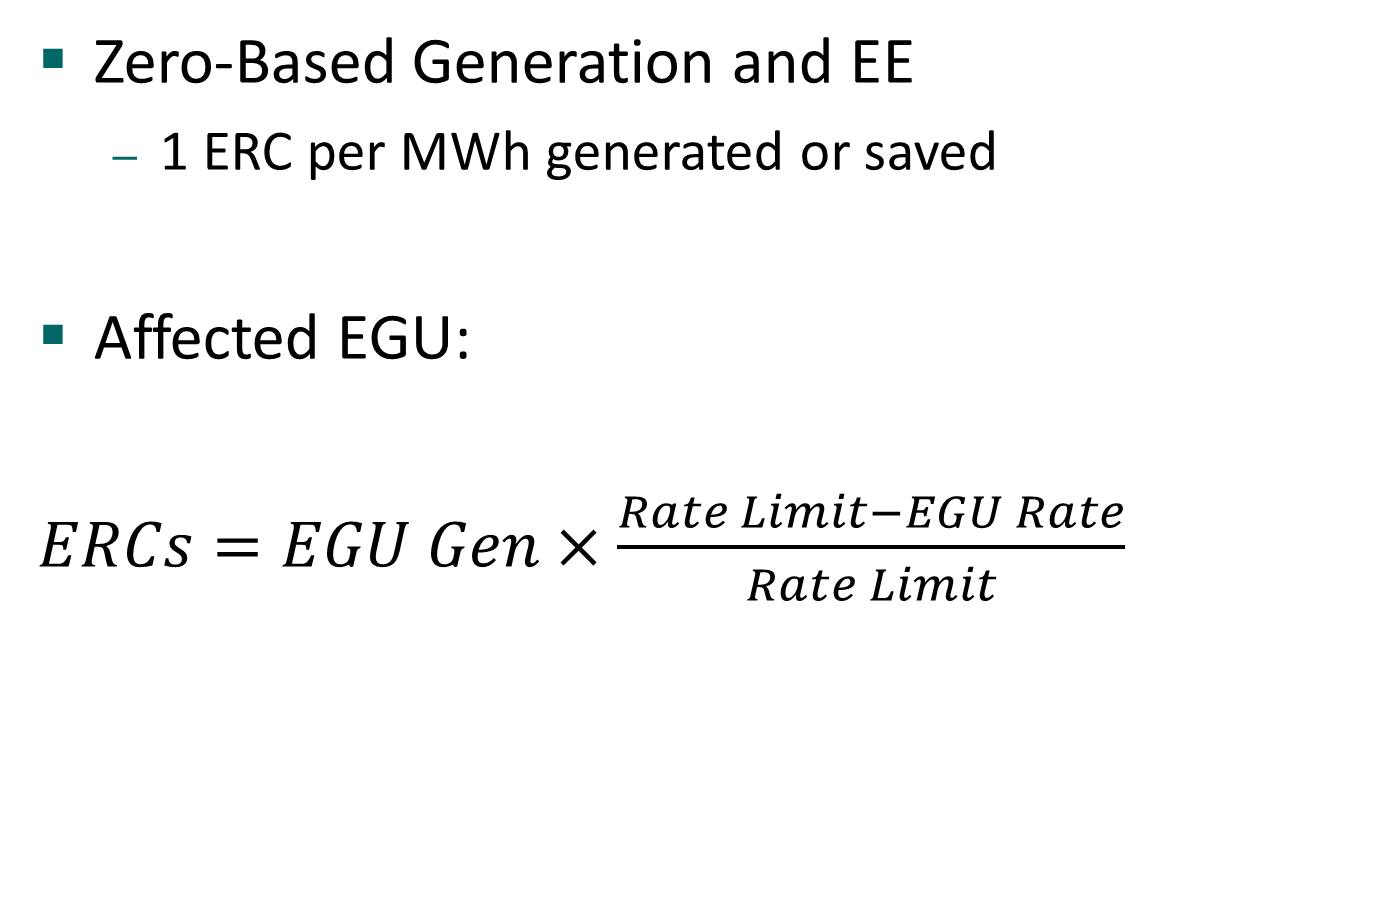 ▪ Zero-Based Generation and EE
– 1 ERC per MWh generated or saved
▪ Affected EGU:
ERCs = EGU Gen × \frac{Rate Limit−EGU Rate}{Rate Limit}